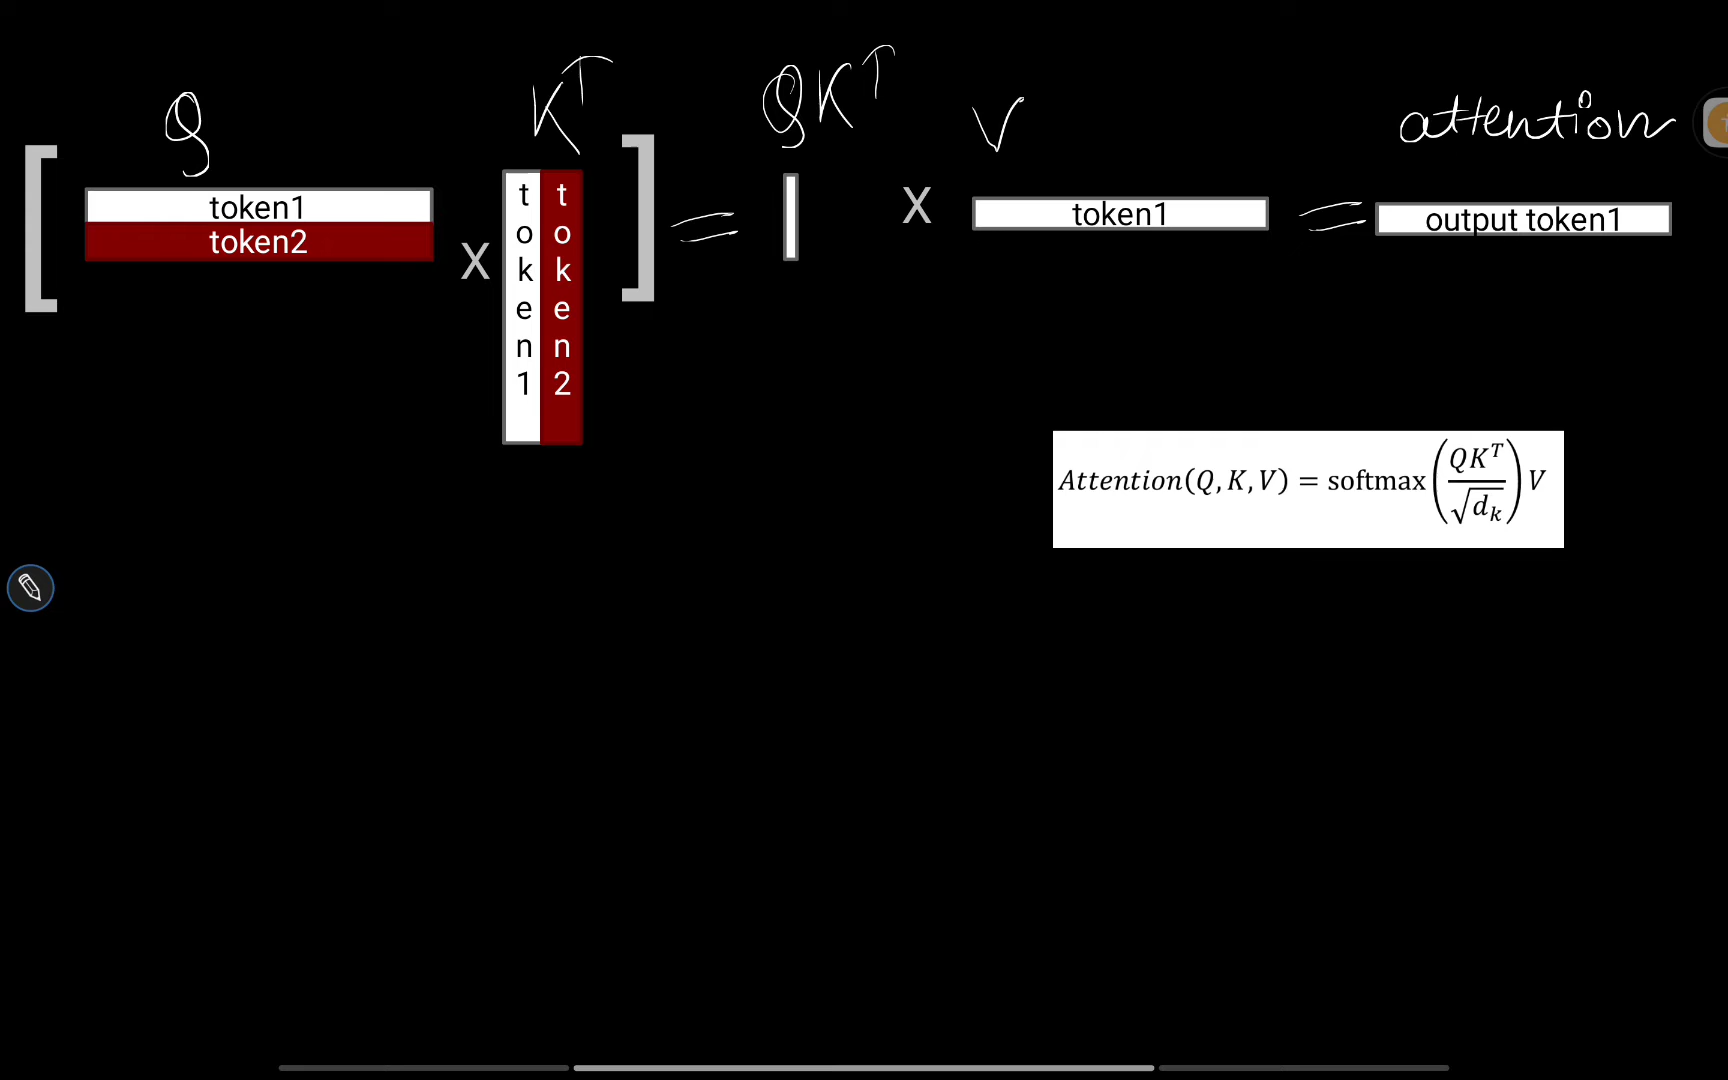 Q K^T QK^T V attention
[ token1 x token1 token2 ] = x token1 = output token1
token2
Attention(Q, K, V) = softmax(QK^T / √d_k) V